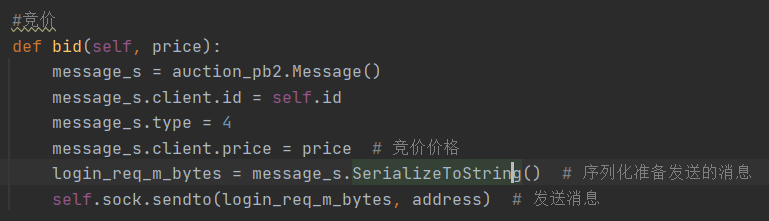 #竞价
def bid(self, price):
    message_s = auction_pb2.Message()
    message_s.client.id = self.id
    message_s.type = 4
    message_s.client.price = price  # 竞价价格
    login_req_m_bytes = message_s.SerializeToString()  # 序列化准备发送的消息
    self.sock.sendto(login_req_m_bytes, address)  # 发送消息